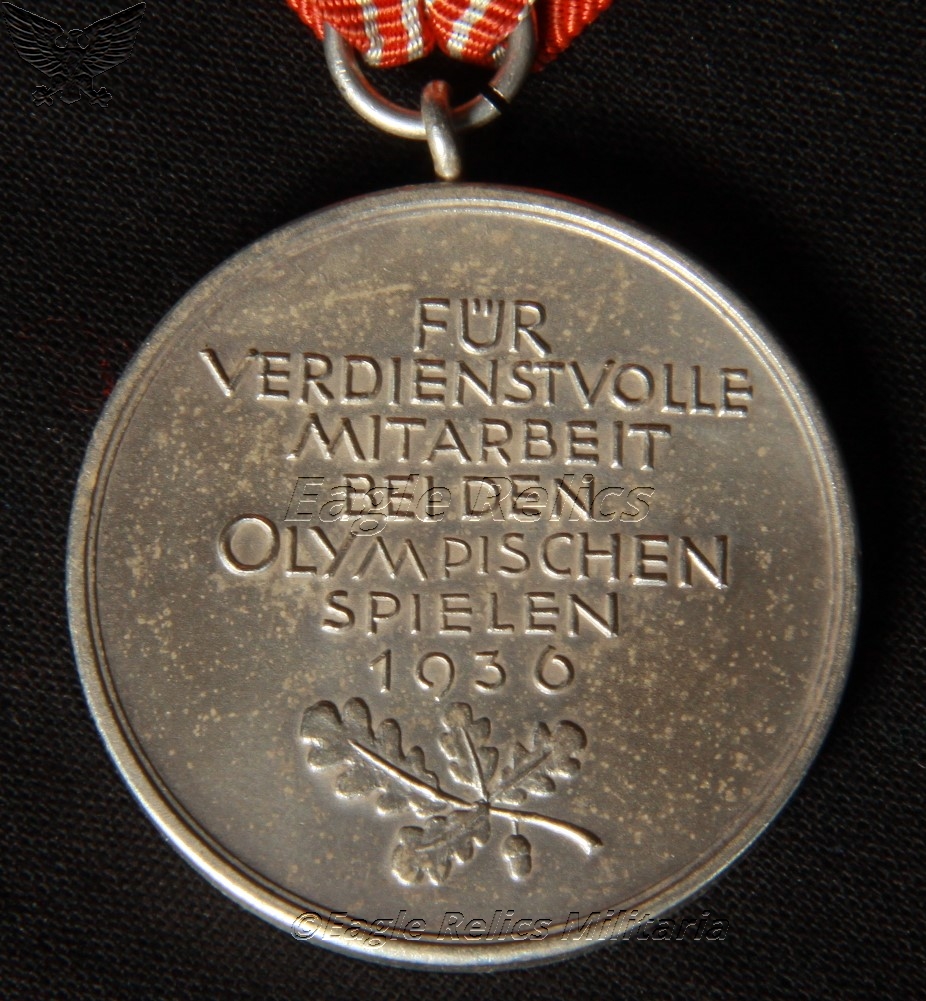 FÜR
VERDIENSTVOLLE
MITARBEIT
BEI DEN
Eagle Relics
OLYMPISCHEN
SPIELEN
1936
©Eagle Relics Militaria